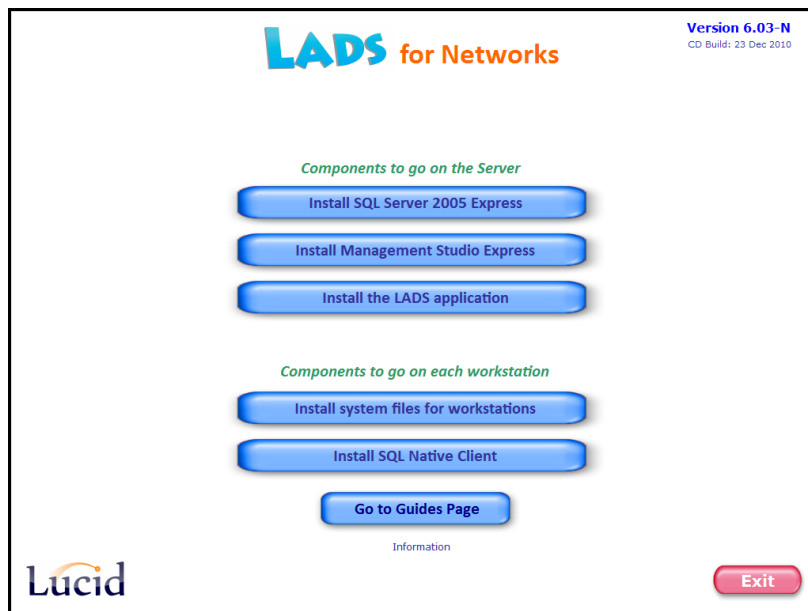 LADS for Networks
Version 6.03-N
CD Build: 23 Dec 2010
Components to go on the Server
Install SQL Server 2005 Express
Install Management Studio Express
Install the LADS application
Components to go on each workstation
Install system files for workstations
Install SQL Native Client
Go to Guides Page
Information
Lucid
Exit